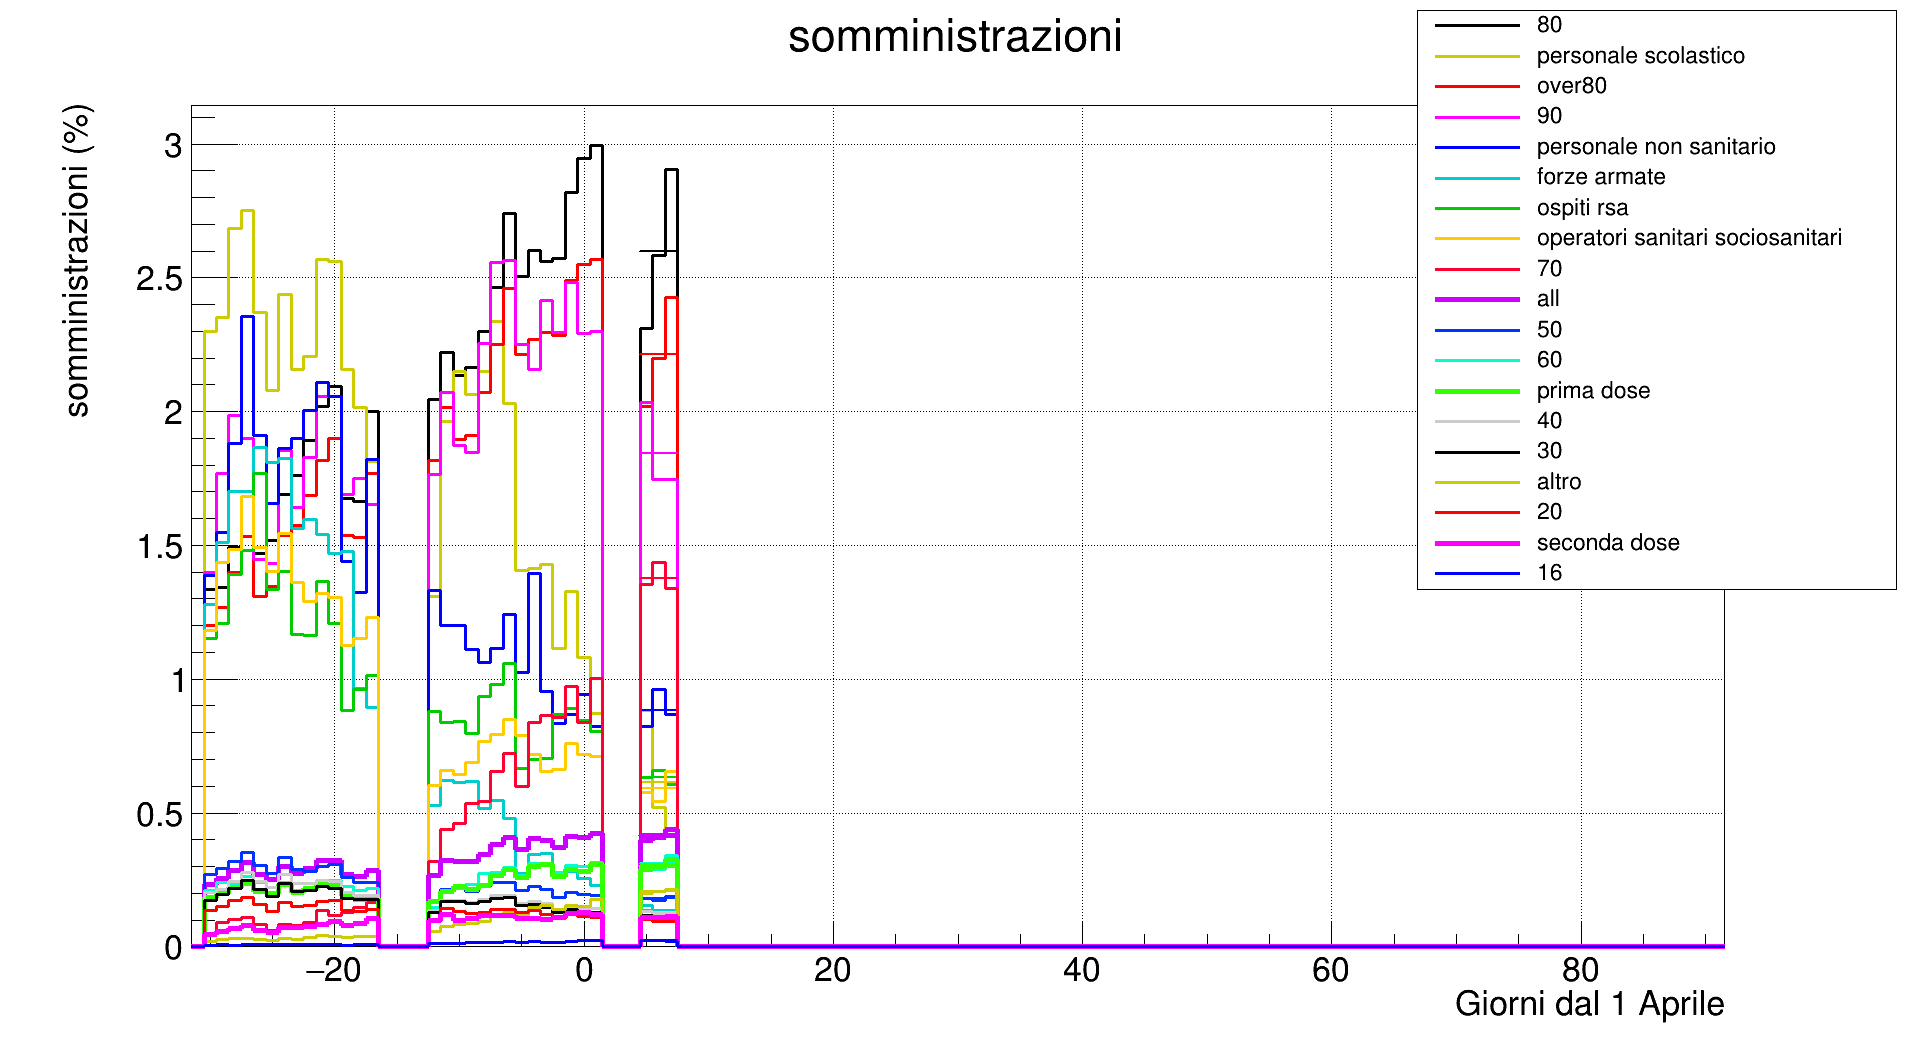 somministrazioni
80
personale scolastico
over80
90
personale non sanitario
forze armate
ospiti rsa
operatori sanitari sociosanitari
70
all
50
60
prima dose
40
30
altro
20
seconda dose
16
somministrazioni (%)
3
2.5
2
1.5
1
0.5
0
−20 0 20 40 60 80
Giorni dal 1 Aprile